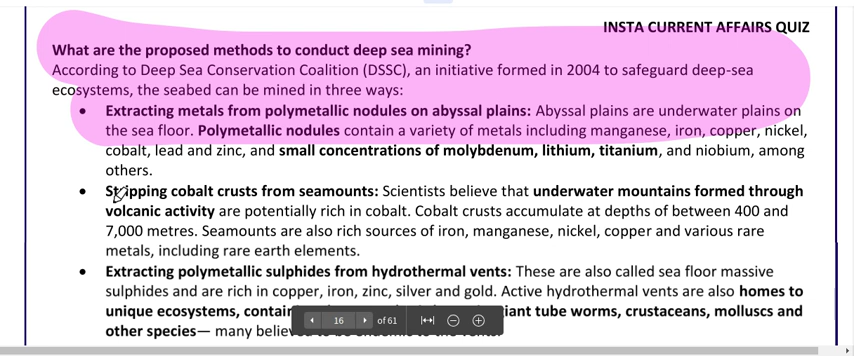 INSTA CURRENT AFFAIRS QUIZ
What are the proposed methods to conduct deep sea mining?
According to Deep Sea Conservation Coalition (DSSC), an initiative formed in 2004 to safeguard deep-sea
ecosystems, the seabed can be mined in three ways:
• Extracting metals from polymetallic nodules on abyssal plains: Abyssal plains are underwater plains on
the sea floor. Polymetallic nodules contain a variety of metals including manganese, iron, copper, nickel,
cobalt, lead and zinc, and small concentrations of molybdenum, lithium, titanium, and niobium, among
others.
• Stripping cobalt crusts from seamounts: Scientists believe that underwater mountains formed through
volcanic activity are potentially rich in cobalt. Cobalt crusts accumulate at depths of between 400 and
7,000 metres. Seamounts are also rich sources of iron, manganese, nickel, copper and various rare
metals, including rare earth elements.
• Extracting polymetallic sulphides from hydrothermal vents: These are also called sea floor massive
sulphides and are rich in copper, iron, zinc, silver and gold. Active hydrothermal vents are also homes to
unique ecosystems, tube worms, crustaceans, molluscs and
other species— many
16 of 61